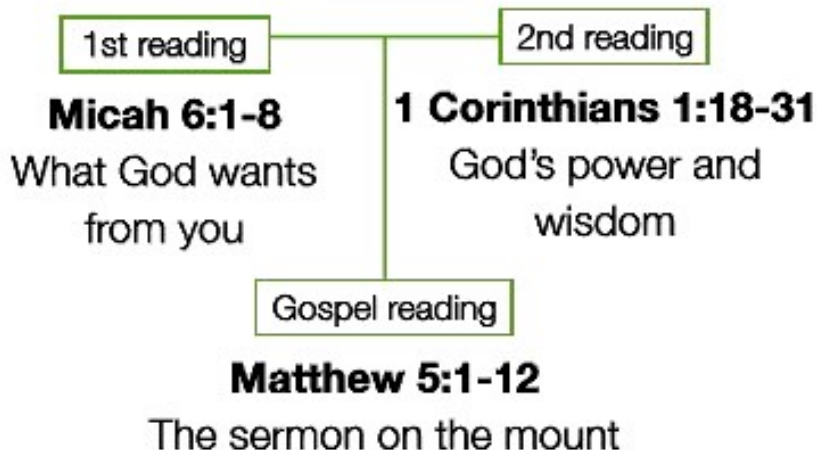 1st reading
Micah 6:1-8
What God wants
from you
2nd reading
1 Corinthians 1:18-31
God's power and
wisdom
Gospel reading
Matthew 5:1-12
The sermon on the mount